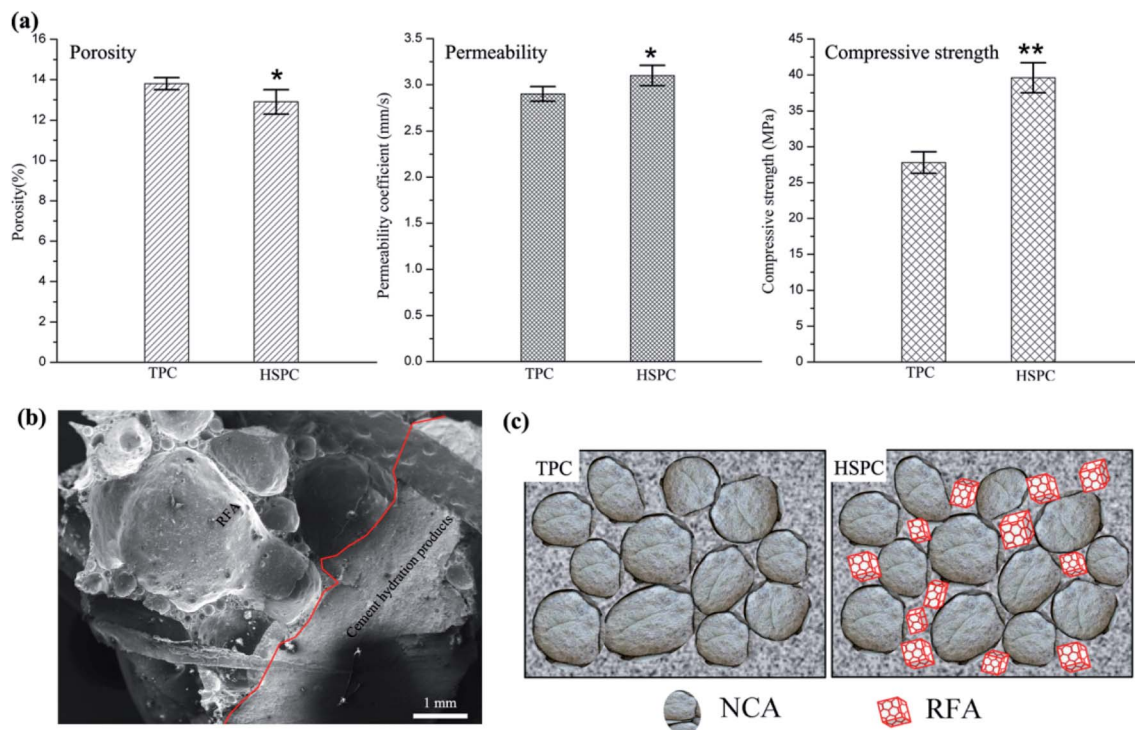 (a)
Porosity
*
Porosity(%)
16
14
12
10
8
6
4
2
0
TPC
HSPC
Permeability
*
Permeability coefficient (mm/s)
3.5
3.0
2.5
2.0
1.5
1.0
0.5
0.0
TPC
HSPC
Compressive strength
**
Compressive strength (MPa)
45
40
35
30
25
20
15
10
5
0
TPC
HSPC
(b)
RFA
Cement hydration products
1 mm
(c)
TPC
HSPC
NCA
RFA